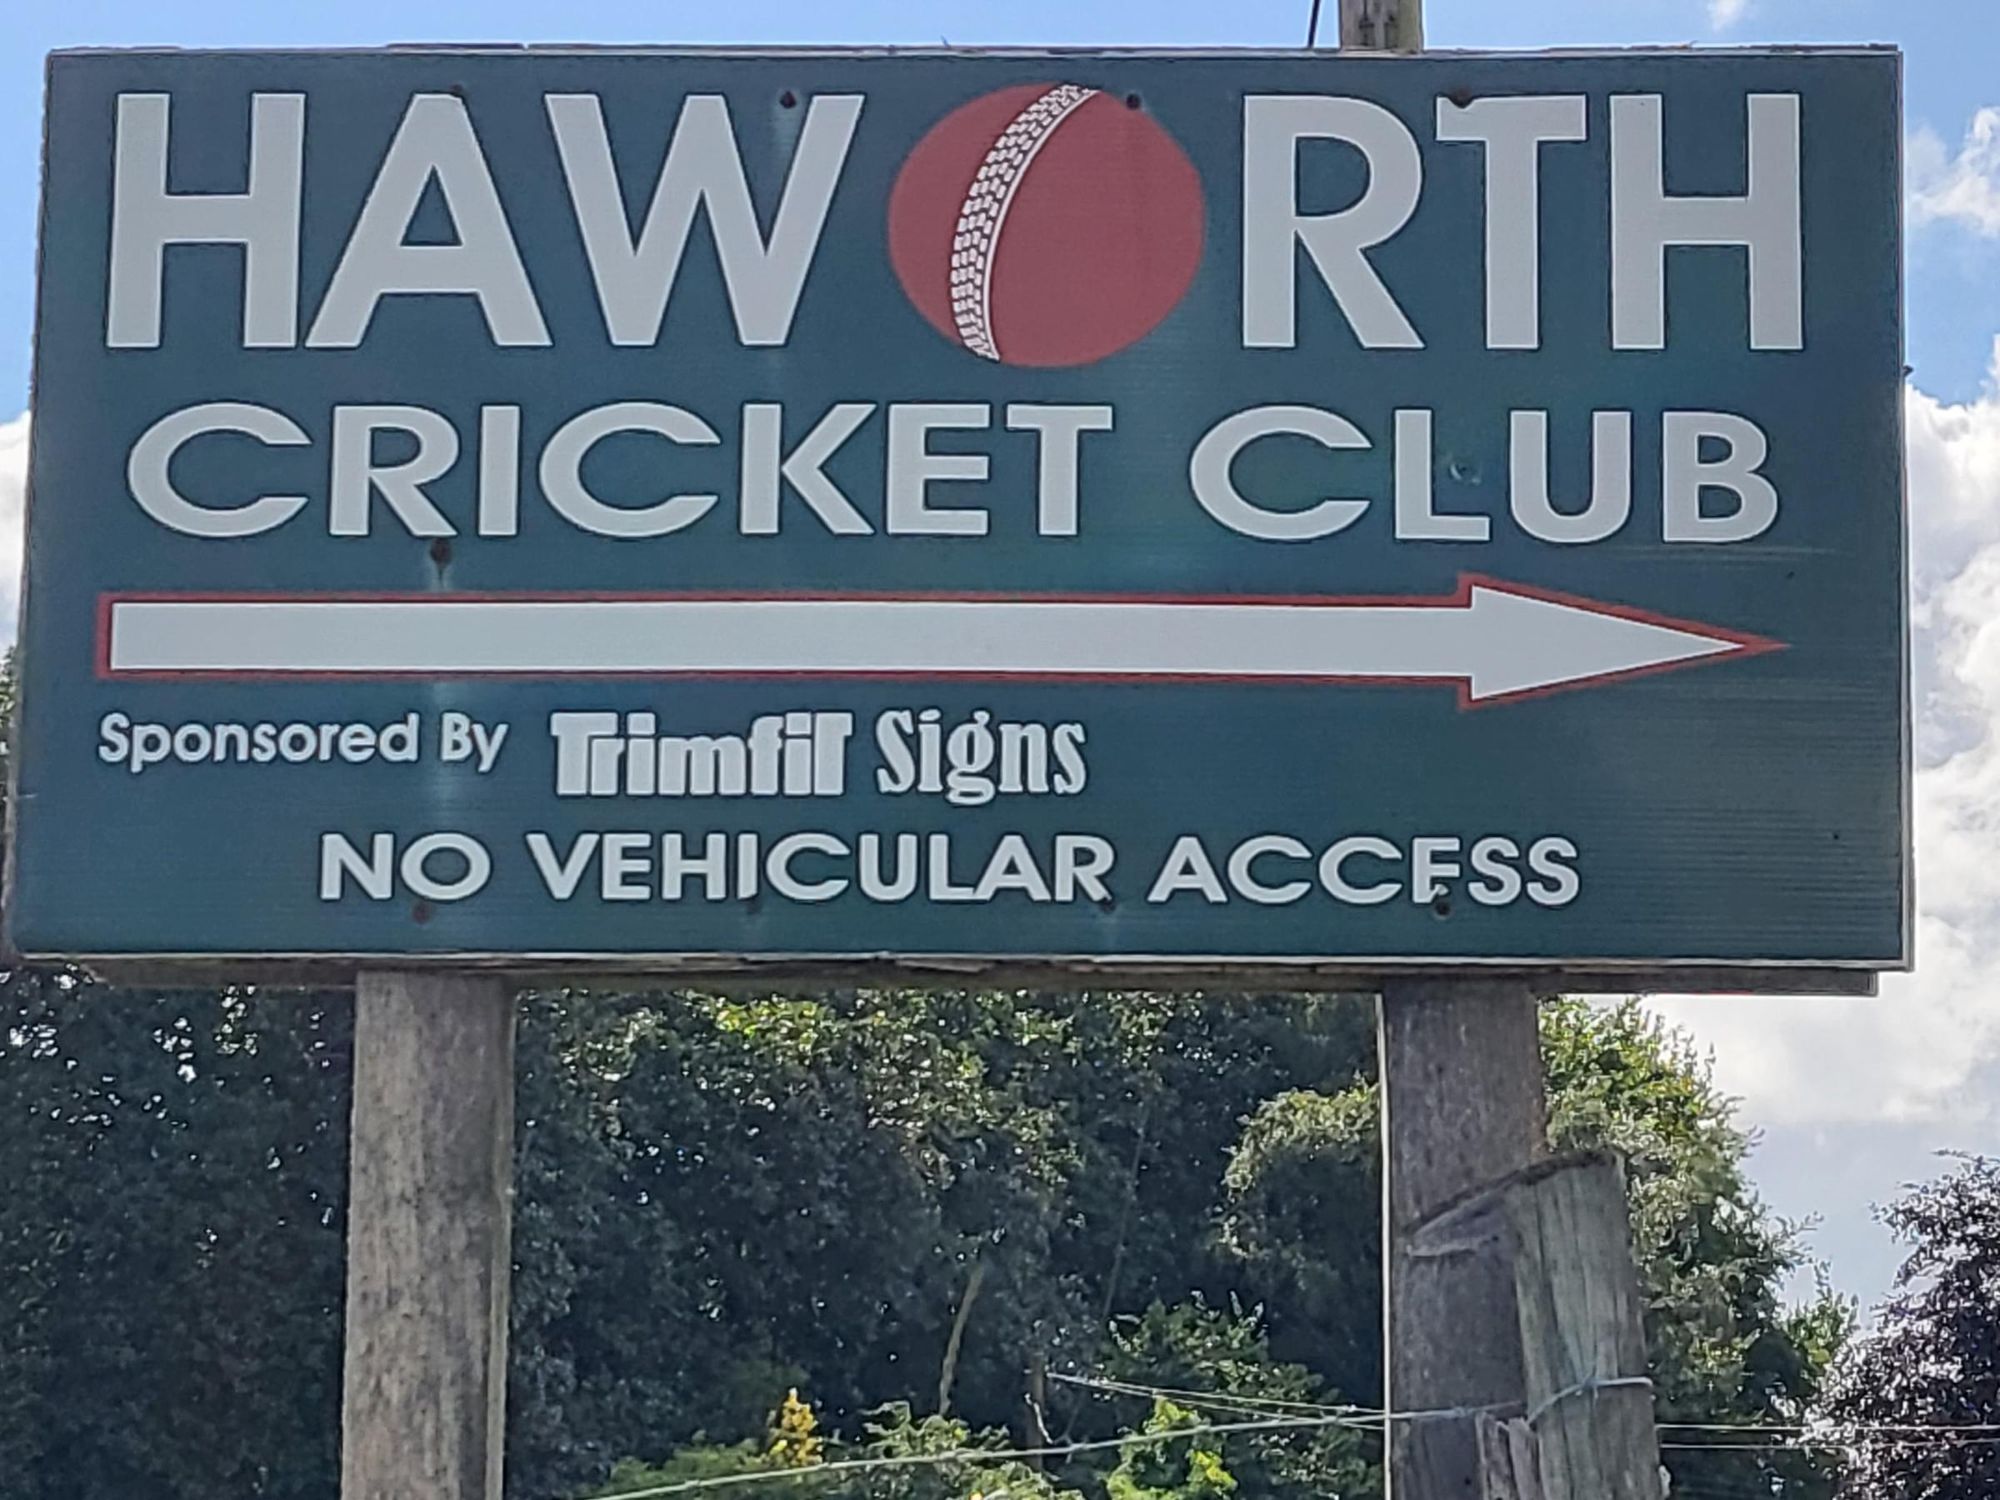 HAWORTH
CRICKET CLUB
Sponsored By Trimfit Signs
NO VEHICULAR ACCESS